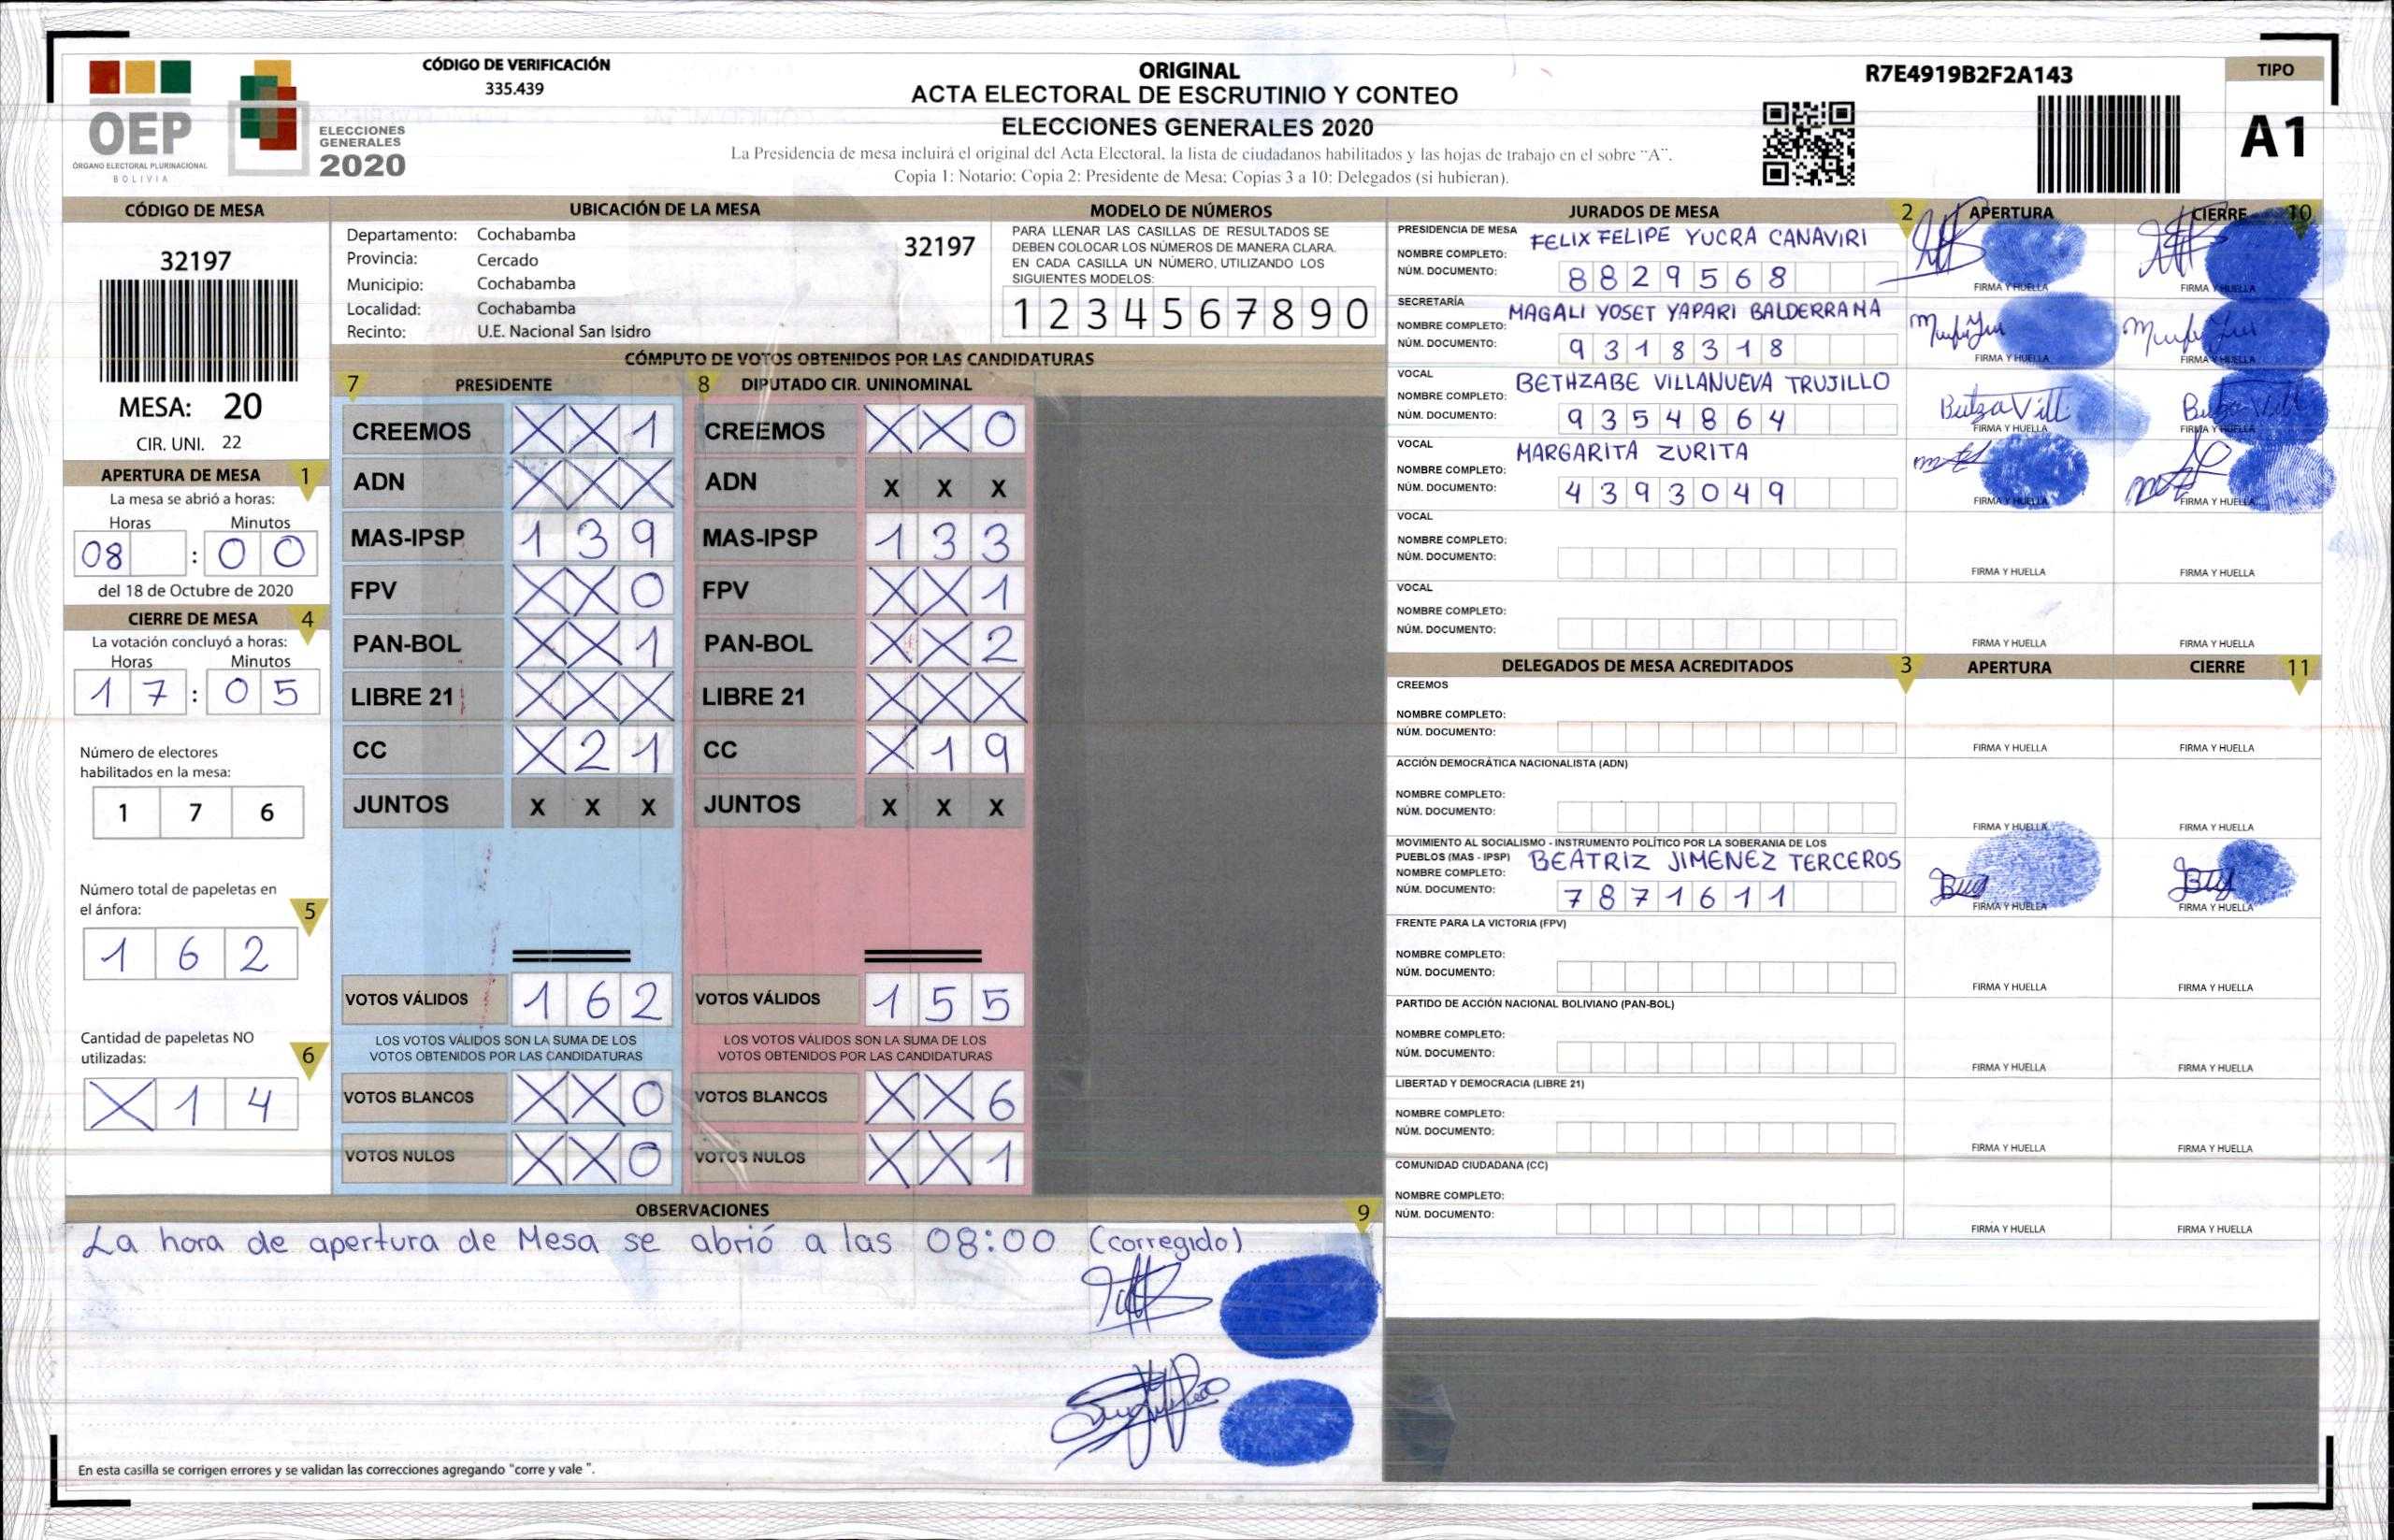 OEP
ÓRGANO ELECTORAL PLURINACIONAL
BOLIVIA
ELECCIONES
GENERALES
2020
CÓDIGO DE VERIFICACIÓN
335.439
ORIGINAL
ACTA ELECTORAL DE ESCRUTINIO Y CONTEO
ELECCIONES GENERALES 2020
La Presidencia de mesa incluirá el original del Acta Electoral, la lista de ciudadanos habilitados y las hojas de trabajo en el sobre "A".
Copia 1: Notario; Copia 2: Presidente de Mesa; Copias 3 a 10: Delegados (si hubieran).
R7E4919B2F2A143
TIPO
A1
CÓDIGO DE MESA
32197
MESA: 20
CIR. UNI. 22
APERTURA DE MESA 1
La mesa se abrió a horas:
Horas Minutos
08 : 0 0
del 18 de Octubre de 2020
CIERRE DE MESA 4
La votación concluyó a horas:
Horas Minutos
1 7 : 0 5
Número de electores
habilitados en la mesa:
1 7 6
Número total de papeletas en
el ánfora: 5
1 6 2
Cantidad de papeletas NO
utilizadas: 6
X 1 4
UBICACIÓN DE LA MESA
Departamento: Cochabamba
32197
Provincia: Cercado
Municipio: Cochabamba
Localidad: Cochabamba
Recinto: U.E. Nacional San Isidro
MODELO DE NÚMEROS
PARA LLENAR LAS CASILLAS DE RESULTADOS SE
DEBEN COLOCAR LOS NÚMEROS DE MANERA CLARA.
EN CADA CASILLA UN NÚMERO, UTILIZANDO LOS
SIGUIENTES MODELOS:
1 2 3 4 5 6 7 8 9 0
CÓMPUTO DE VOTOS OBTENIDOS POR LAS CANDIDATURAS
7 PRESIDENTE
CREEMOS X X 1
ADN X X X
MAS-IPSP 1 3 9
FPV X X 0
PAN-BOL X X 1
LIBRE 21 X X X
CC X 2 1
JUNTOS X X X
VOTOS VÁLIDOS 1 6 2
LOS VOTOS VÁLIDOS SON LA SUMA DE LOS
VOTOS OBTENIDOS POR LAS CANDIDATURAS
VOTOS BLANCOS X X 0
VOTOS NULOS X X 0
8 DIPUTADO CIR. UNINOMINAL
CREEMOS X X 0
ADN X X X
MAS-IPSP 1 3 3
FPV X X 1
PAN-BOL X X 2
LIBRE 21 X X X
CC X 1 9
JUNTOS X X X
VOTOS VÁLIDOS 1 5 5
LOS VOTOS VÁLIDOS SON LA SUMA DE LOS
VOTOS OBTENIDOS POR LAS CANDIDATURAS
VOTOS BLANCOS X X 6
VOTOS NULOS X X 1
OBSERVACIONES 9
La hora de apertura de Mesa se abrió a las 08:00 (corregido)
En esta casilla se corrigen errores y se validan las correcciones agregando "corre y vale ".
JURADOS DE MESA 2 APERTURA CIERRE 10
PRESIDENCIA DE MESA
NOMBRE COMPLETO: FELIX FELIPE YUCRA CANAVIRI
NÚM. DOCUMENTO: 8 8 2 9 5 6 8
FIRMA Y HUELLA FIRMA Y HUELLA
SECRETARÍA
NOMBRE COMPLETO: MAGALI YOSET YAPARI BALDERRAMA
NÚM. DOCUMENTO: 9 3 1 8 3 1 8
FIRMA Y HUELLA FIRMA Y HUELLA
VOCAL
NOMBRE COMPLETO: BETHZABE VILLANUEVA TRUJILLO
NÚM. DOCUMENTO: 9 3 5 4 8 6 4
FIRMA Y HUELLA FIRMA Y HUELLA
VOCAL
NOMBRE COMPLETO: MARGARITA ZURITA
NÚM. DOCUMENTO: 4 3 9 3 0 4 9
FIRMA Y HUELLA FIRMA Y HUELLA
VOCAL
NOMBRE COMPLETO:
NÚM. DOCUMENTO:
FIRMA Y HUELLA FIRMA Y HUELLA
VOCAL
NOMBRE COMPLETO:
NÚM. DOCUMENTO:
FIRMA Y HUELLA FIRMA Y HUELLA
DELEGADOS DE MESA ACREDITADOS 3 APERTURA CIERRE 11
CREEMOS
NOMBRE COMPLETO:
NÚM. DOCUMENTO:
FIRMA Y HUELLA FIRMA Y HUELLA
ACCIÓN DEMOCRÁTICA NACIONALISTA (ADN)
NOMBRE COMPLETO:
NÚM. DOCUMENTO:
FIRMA Y HUELLA FIRMA Y HUELLA
MOVIMIENTO AL SOCIALISMO - INSTRUMENTO POLÍTICO POR LA SOBERANIA DE LOS
PUEBLOS (MAS - IPSP)
NOMBRE COMPLETO: BEATRIZ JIMENEZ TERCEROS
NÚM. DOCUMENTO: 7 8 7 1 6 1 1
FIRMA Y HUELLA FIRMA Y HUELLA
FRENTE PARA LA VICTORIA (FPV)
NOMBRE COMPLETO:
NÚM. DOCUMENTO:
FIRMA Y HUELLA FIRMA Y HUELLA
PARTIDO DE ACCIÓN NACIONAL BOLIVIANO (PAN-BOL)
NOMBRE COMPLETO:
NÚM. DOCUMENTO:
FIRMA Y HUELLA FIRMA Y HUELLA
LIBERTAD Y DEMOCRACIA (LIBRE 21)
NOMBRE COMPLETO:
NÚM. DOCUMENTO:
FIRMA Y HUELLA FIRMA Y HUELLA
COMUNIDAD CIUDADANA (CC)
NOMBRE COMPLETO:
NÚM. DOCUMENTO:
FIRMA Y HUELLA FIRMA Y HUELLA